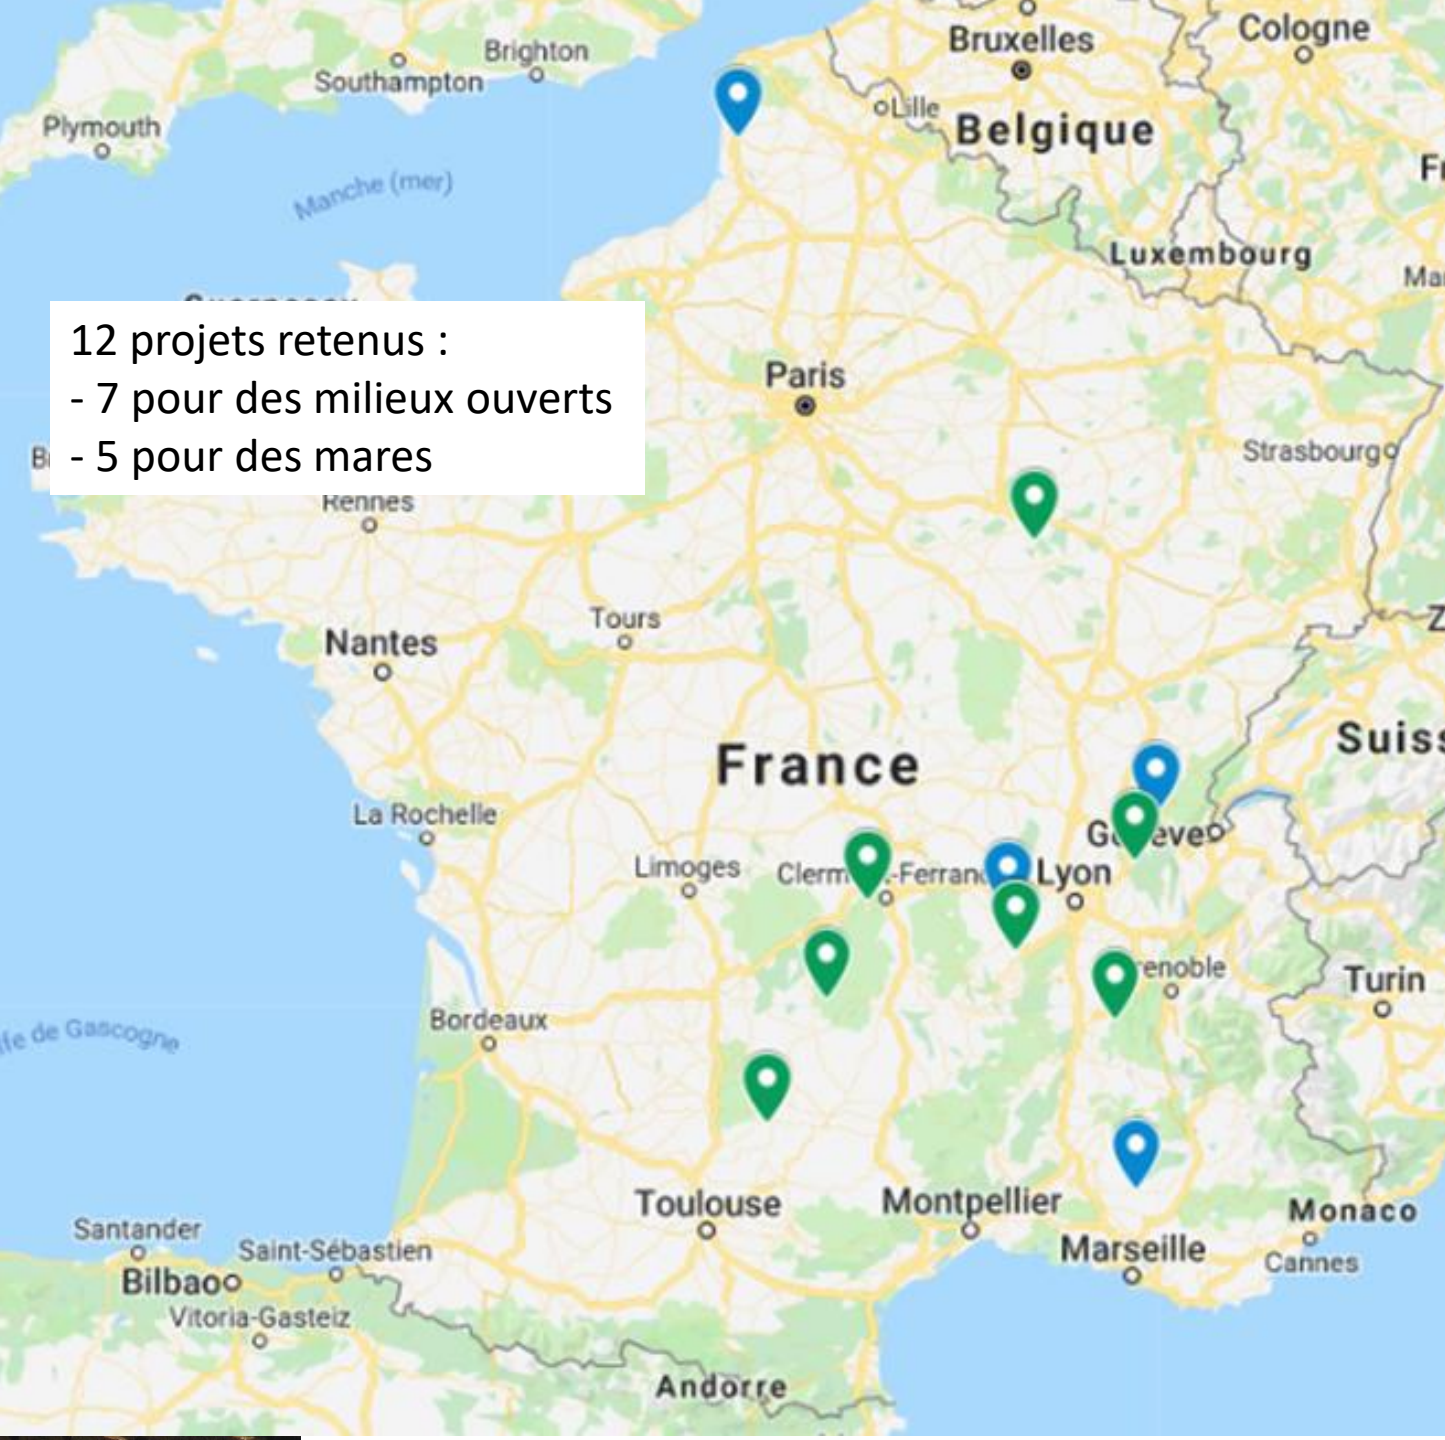 Bruxelles
Cologne
Brighton
Southampton
Lille
Belgique
Plymouth
Manche (mer)
Luxembourg
12 projets retenus :
- 7 pour des milieux ouverts
- 5 pour des mares
Paris
Strasbourg
Rennes
Tours
Nantes
France
La Rochelle
Limoges
Lyon
Turin
Bordeaux
Toulouse
Montpellier
Monaco
Marseille
Cannes
Santander
Saint-Sébastien
Bilbao
Vitoria-Gasteiz
Andorre